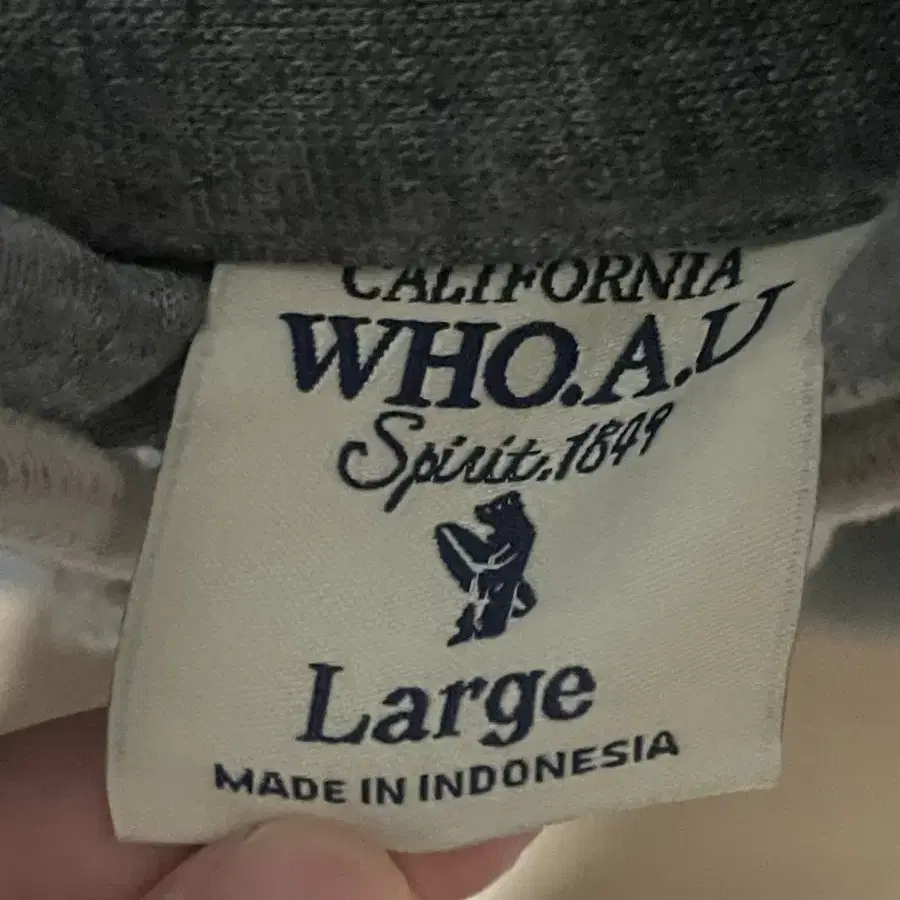 CALIFORNIA
WHO.A.U
Spirit.1849
Large
MADE IN INDONESIA